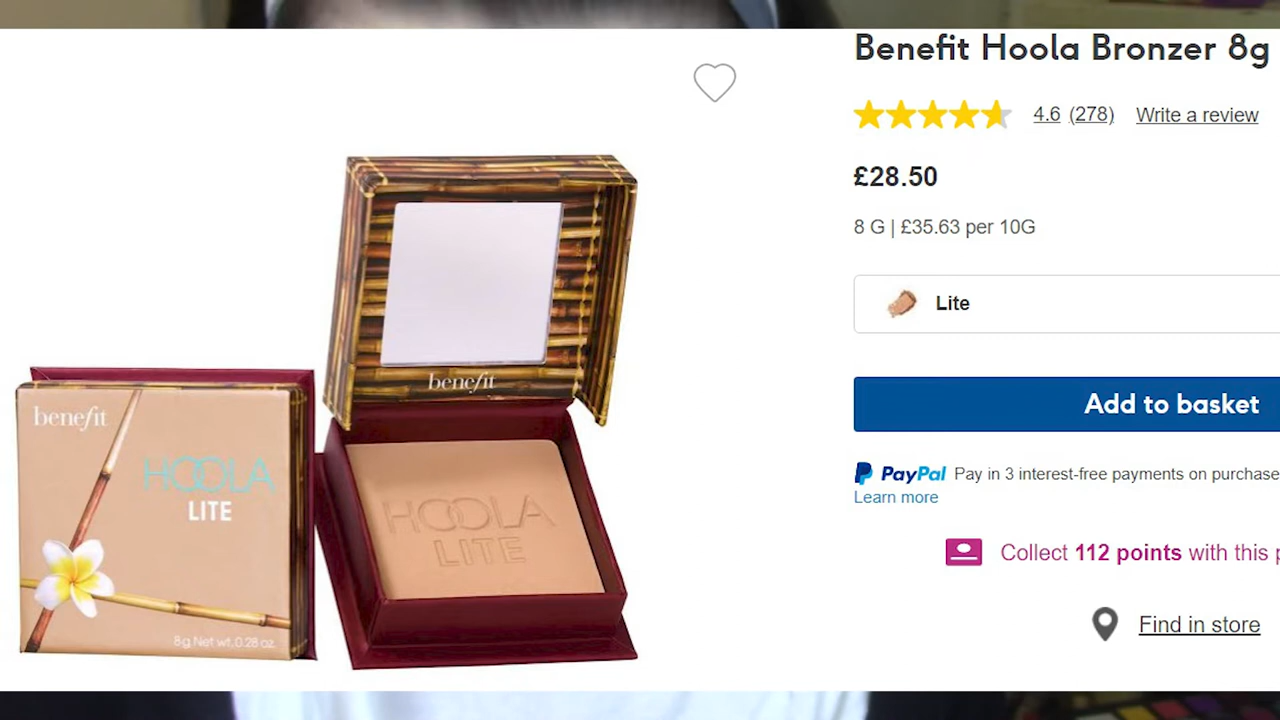 Benefit Hoola Bronzer 8g
4.6 (278) Write a review
£28.50
8 G | £35.63 per 10G
Lite
Add to basket
PayPal Pay in 3 interest-free payments on purchase
Learn more
Collect 112 points with this
Find in store
benefit
HOOLA
LITE
8g Net wt. 0.28 oz.
benefit
HOOLA
LITE